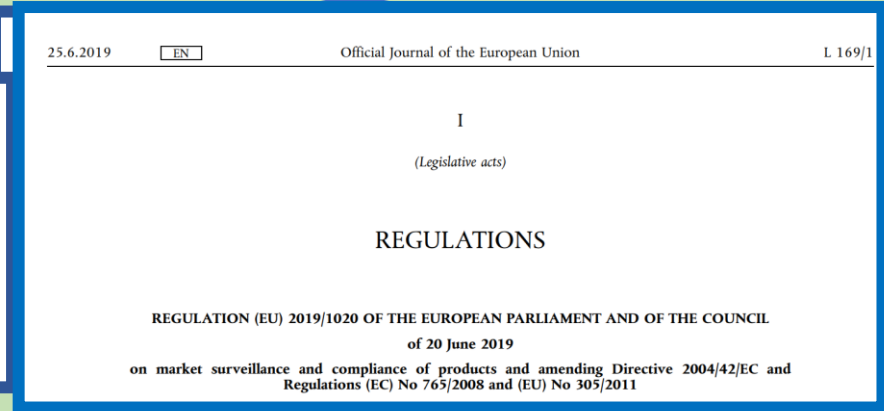 25.6.2019 EN Official Journal of the European Union L 169/1
I
(Legislative acts)
REGULATIONS
REGULATION (EU) 2019/1020 OF THE EUROPEAN PARLIAMENT AND OF THE COUNCIL
of 20 June 2019
on market surveillance and compliance of products and amending Directive 2004/42/EC and
Regulations (EC) No 765/2008 and (EU) No 305/2011